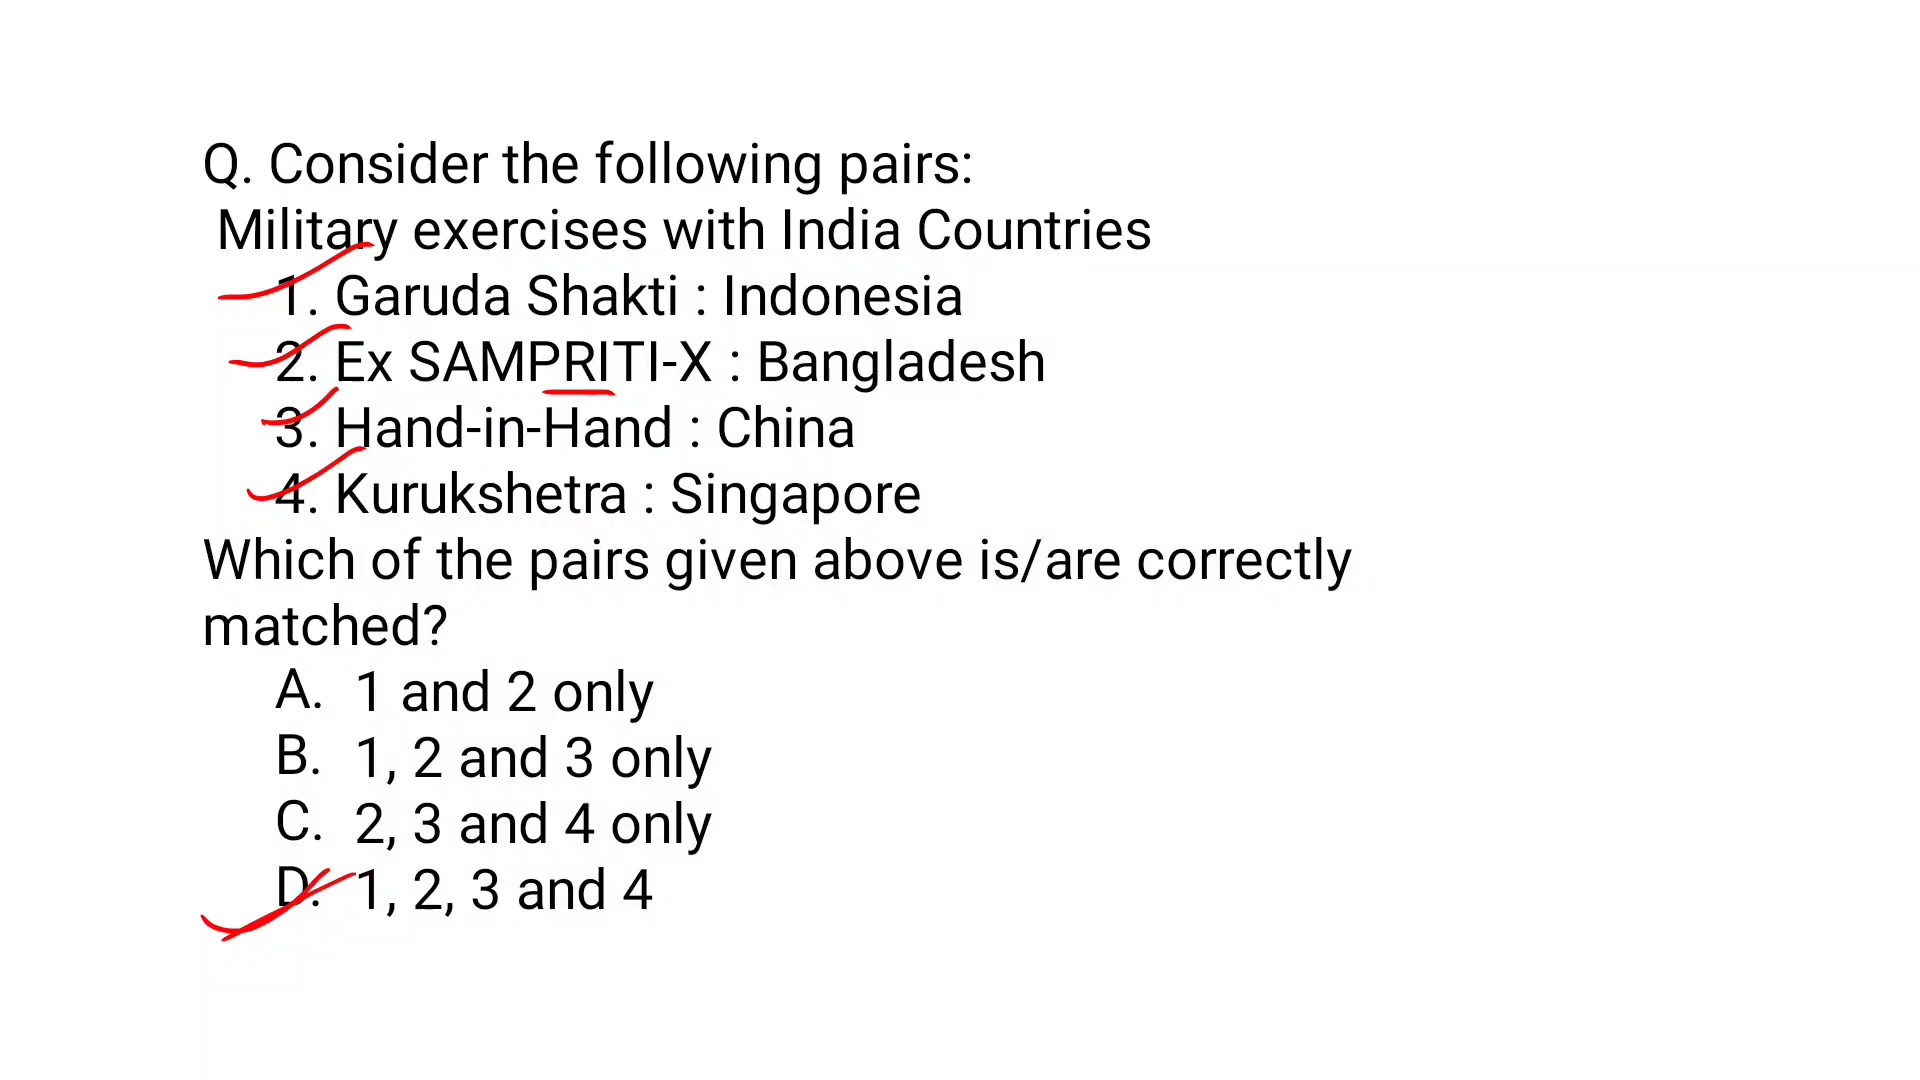 Q. Consider the following pairs:
Military exercises with India Countries
1. Garuda Shakti : Indonesia
2. Ex SAMPRITI-X : Bangladesh
3. Hand-in-Hand : China
4. Kurukshetra : Singapore
Which of the pairs given above is/are correctly
matched?
A. 1 and 2 only
B. 1, 2 and 3 only
C. 2, 3 and 4 only
D. 1, 2, 3 and 4